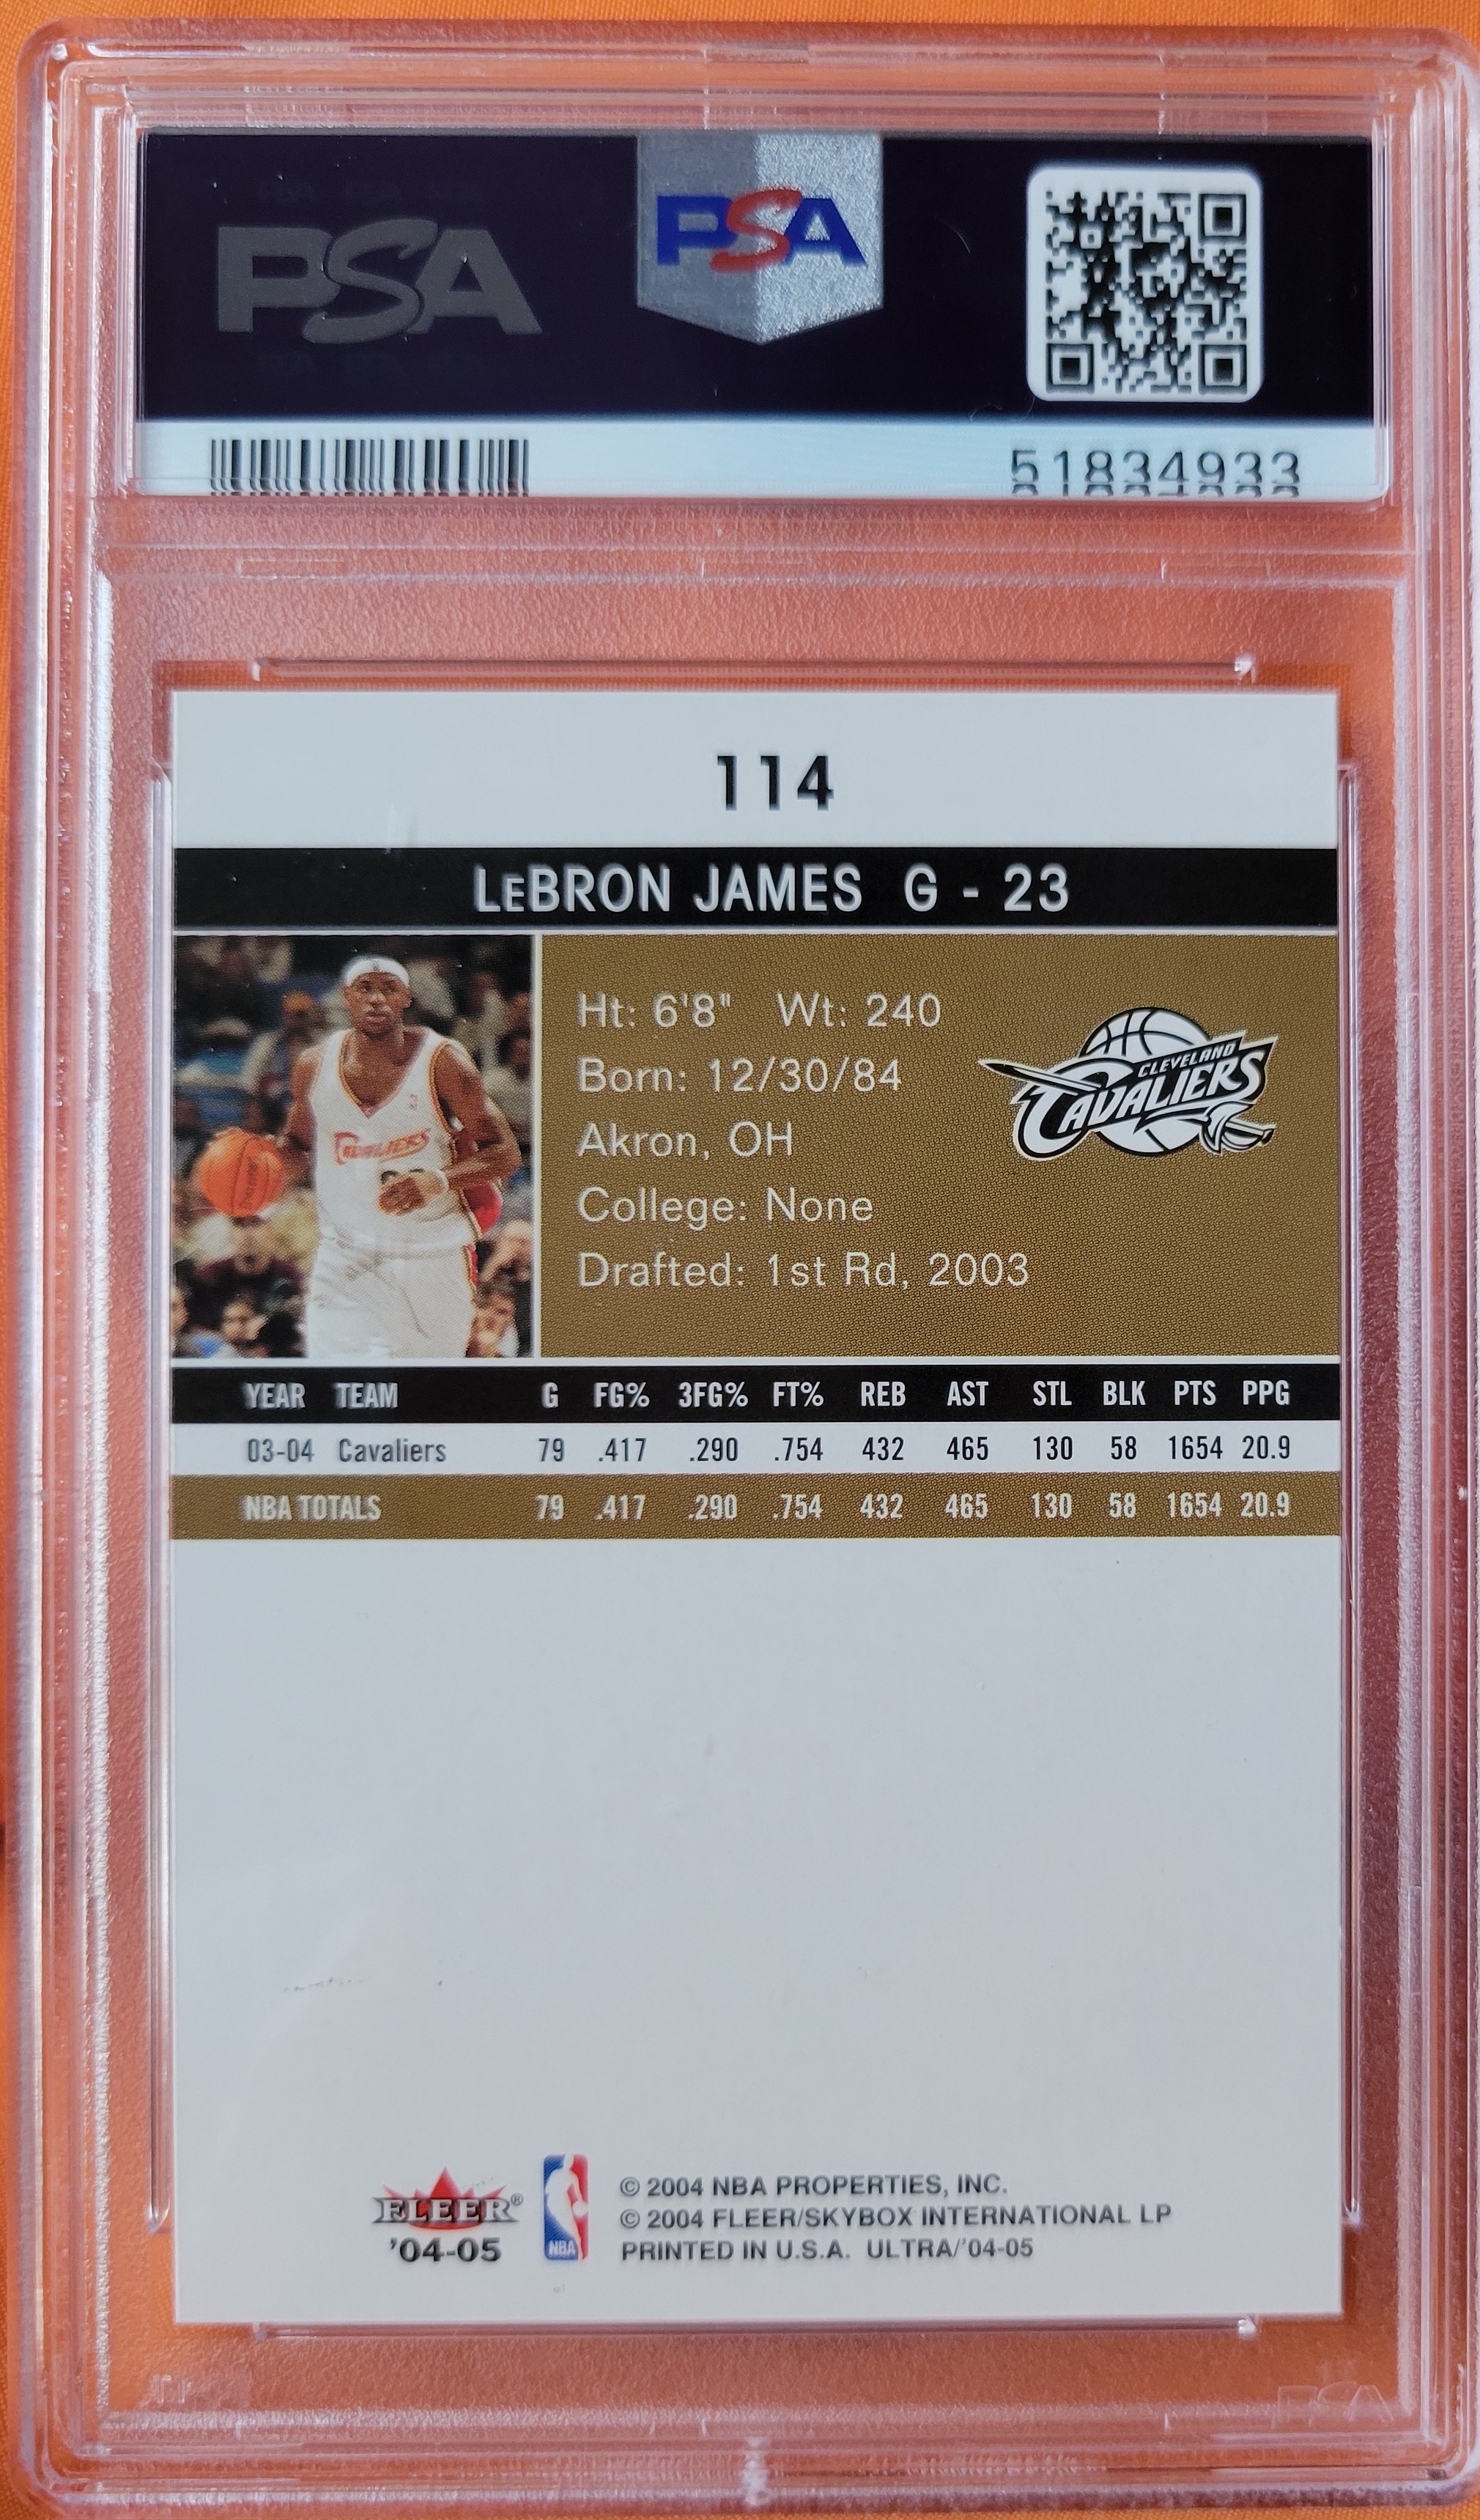 PSA
PSA
51834933
114
LEBRON JAMES G - 23
Ht: 6'8" Wt: 240
Born: 12/30/84
Akron, OH
College: None
Drafted: 1st Rd, 2003
CLEVELAND
CAVALIERS
CAVALIERS
YEAR TEAM G FG% 3FG% FT% REB AST STL BLK PTS PPG
03-04 Cavaliers 79 .417 .290 .754 432 465 130 58 1654 20.9
NBA TOTALS 79 .417 .290 .754 432 465 130 58 1654 20.9
FLEER®
'04-05
NBA
© 2004 NBA PROPERTIES, INC.
© 2004 FLEER/SKYBOX INTERNATIONAL LP
PRINTED IN U.S.A. ULTRA/'04-05
PSA